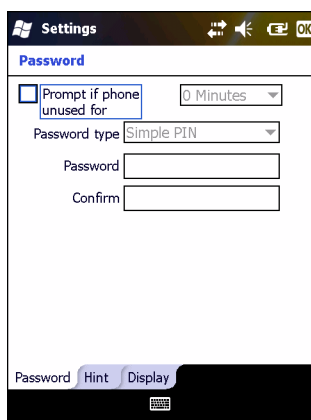 Settings
OK
Password
Prompt if phone
unused for
0 Minutes
Password type
Simple PIN
Password
Confirm
Password
Hint
Display